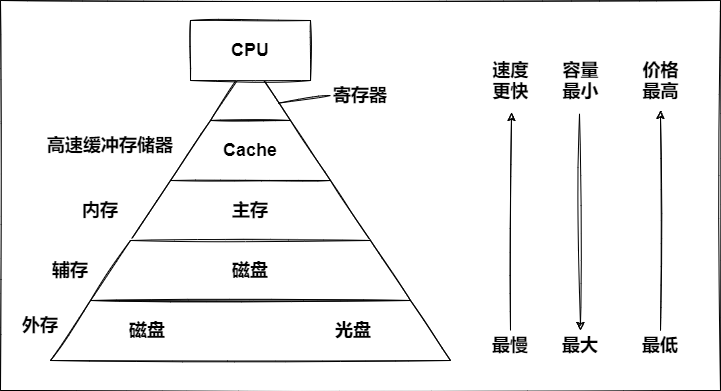 CPU
寄存器
高速缓冲存储器
Cache
内存
主存
辅存
磁盘
外存
磁盘
光盘
速度
更快
容量
最小
价格
最高
最慢
最大
最低